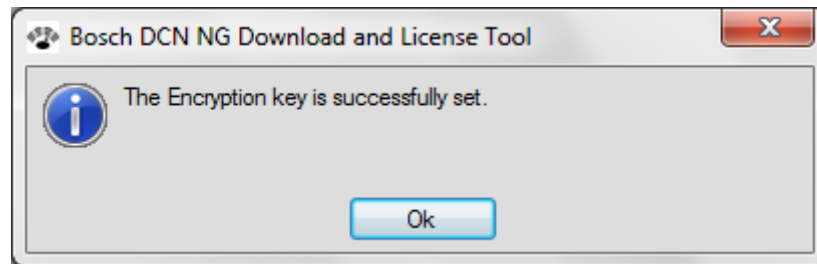 Bosch DCN NG Download and License Tool
The Encryption key is successfully set.
Ok